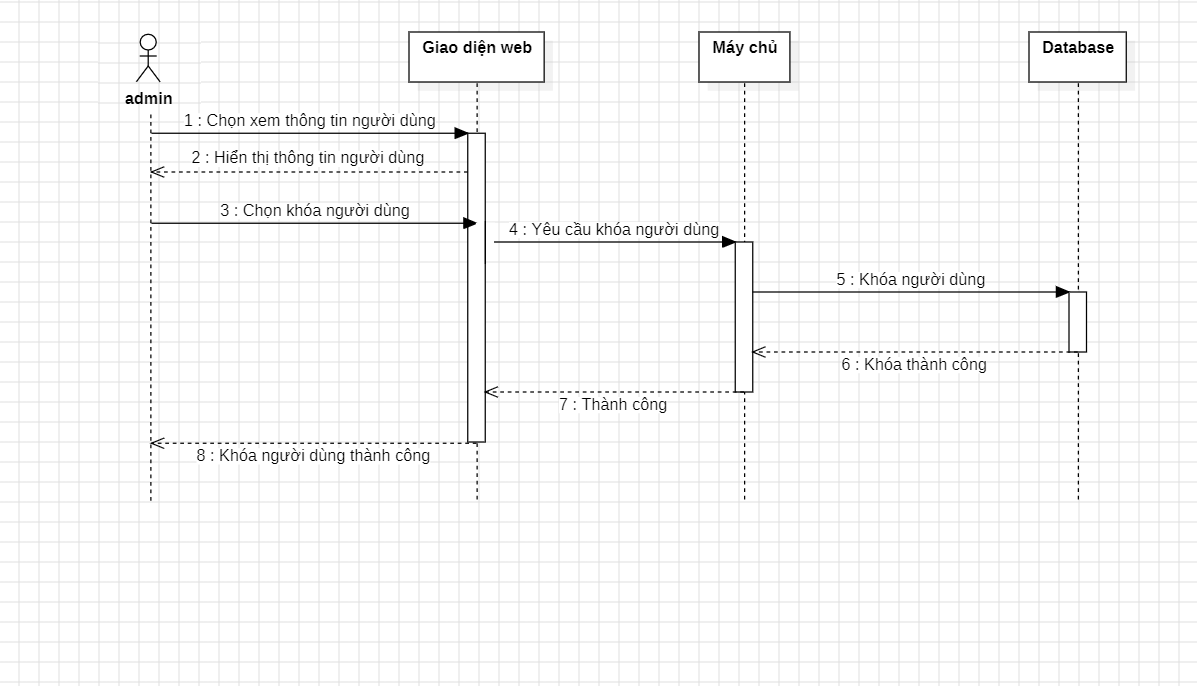 Giao diện web
Máy chủ
Database
admin
1 : Chọn xem thông tin người dùng
2 : Hiển thị thông tin người dùng
3 : Chọn khóa người dùng
4 : Yêu cầu khóa người dùng
5 : Khóa người dùng
6 : Khóa thành công
7 : Thành công
8 : Khóa người dùng thành công